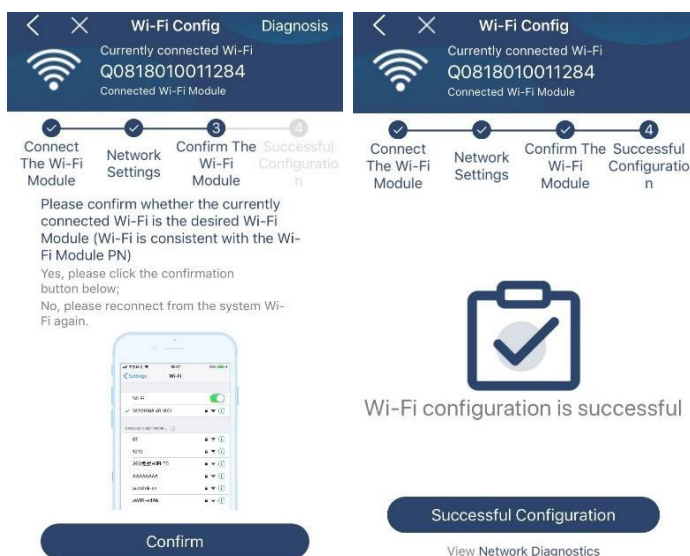 Wi-Fi Config
Diagnosis
Currently connected Wi-Fi
Q0818010011284
Connected Wi-Fi Module
3
4
Connect
The Wi-Fi
Module
Network
Settings
Confirm The
Wi-Fi
Module
Successful
Configuratio
n
Please confirm whether the currently
connected Wi-Fi is the desired Wi-Fi
Module (Wi-Fi is consistent with the Wi-
Fi Module PN)
Yes, please click the confirmation
button below;
No, please reconnect from the system Wi-
Fi again.
Settings
Wi-Fi
Wi-Fi
Confirm
Wi-Fi Config
Currently connected Wi-Fi
Q0818010011284
Connected Wi-Fi Module
4
Connect
The Wi-Fi
Module
Network
Settings
Confirm The
Wi-Fi
Module
Successful
Configuratio
n
Wi-Fi configuration is successful
Successful Configuration
View Network Diagnostics